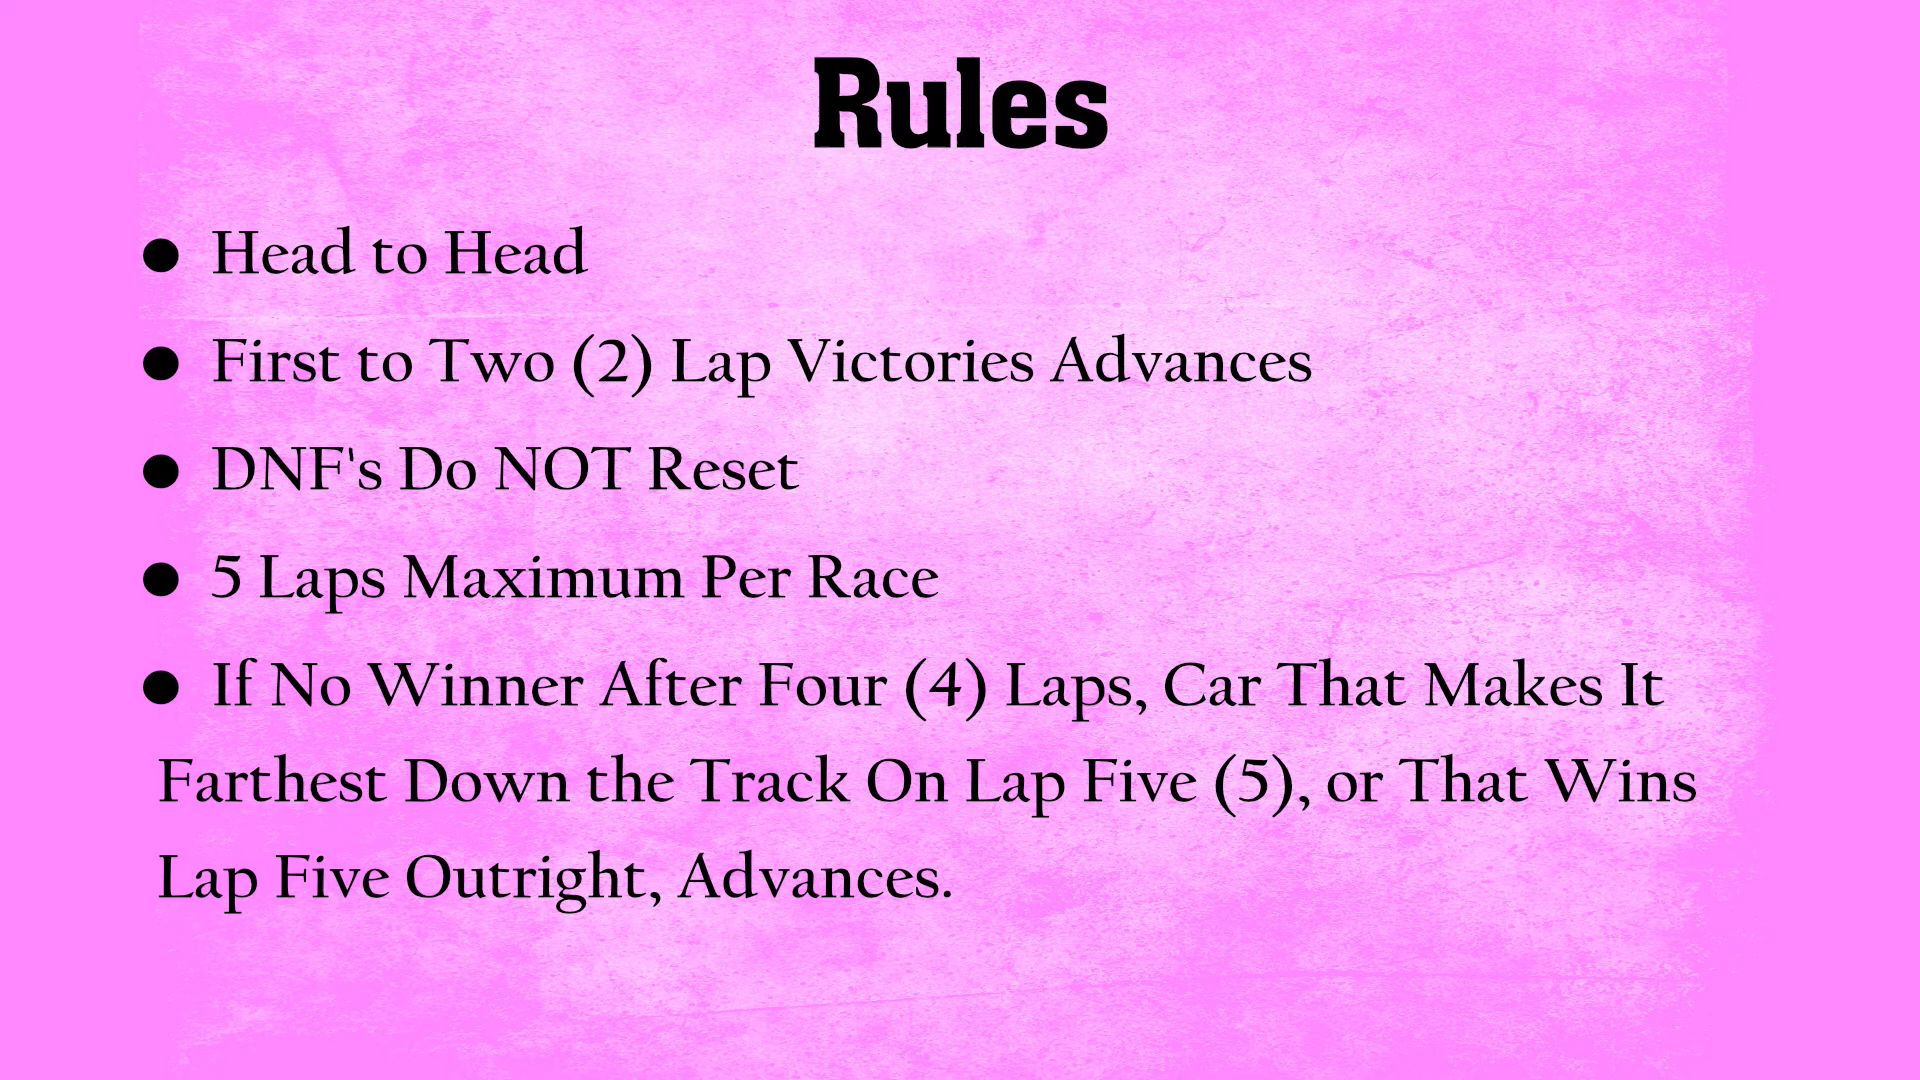 Rules
● Head to Head
● First to Two (2) Lap Victories Advances
● DNF's Do NOT Reset
● 5 Laps Maximum Per Race
● If No Winner After Four (4) Laps, Car That Makes It
Farthest Down the Track On Lap Five (5), or That Wins
Lap Five Outright, Advances.